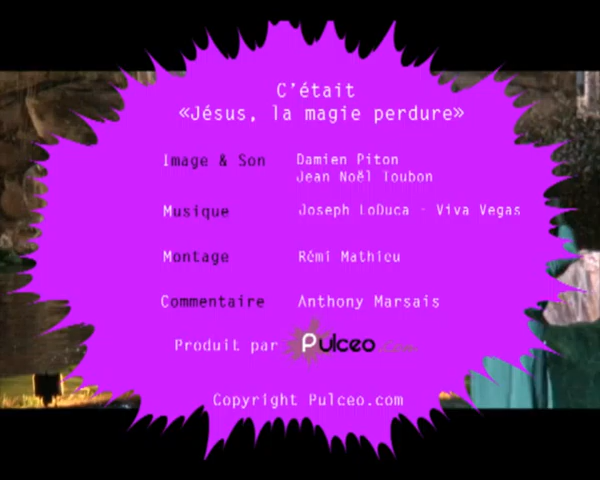 C'était
«Jésus, la magie perdure»
Image & Son Damien Piton
Jean Noël Toubon
Musique Joseph LoDuca - Viva Vegas
Montage Rémi Mathieu
Commentaire Anthony Marsais
Produit par Pulceo.com
Copyright Pulceo.com